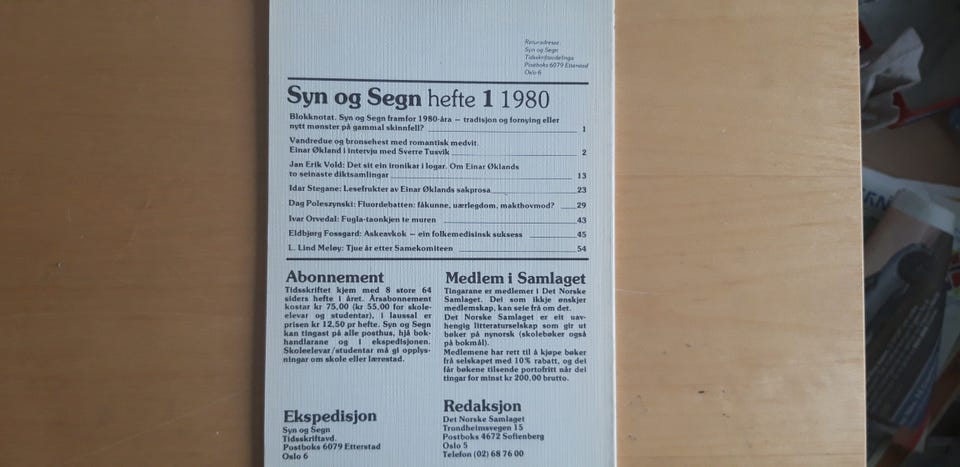 Returadresse
Syn og Segn
Tidsskriftavdelinga
Postboks 6079 Etterstad
Oslo 6
Syn og Segn hefte 1 1980
Blokknotat. Syn og Segn framfor 1980-åra — tradisjon og fornying eller
nytt mønster på gammal skinnfell? 1
Vandredue og bronsehest med romantisk medvit.
Einar Økland i intervju med Sverre Tusvik 2
Jan Erik Vold: Det sit ein ironikar i logar. Om Einar Øklands
to seinaste diktsamlingar 13
Idar Stegane: Lesefrukter av Einar Øklands sakprosa 23
Dag Poleszynski: Fluordebatten: fåkunne, uærlegdom, makthovmod? 29
Ivar Orvedal: Fugla-taonkjen te muren 43
Eldbjørg Fossgard: Askeavkok — ein folkemedisinsk suksess 45
L. Lind Meløy: Tjue år etter Samekomiteen 54
Abonnement
Tidsskriftet kjem med 8 store 64
siders hefte i året. Årsabonnement
kostar kr 75,00 (kr 55,00 for skole-
elevar og studentar), i laussal er
prisen kr 12,50 pr hefte. Syn og Segn
kan tingast på alle posthus, hjå bok-
handlarane og i ekspedisjonen.
Skoleelevar/studentar må gi opplys-
ningar om skole eller lærestad.
Medlem i Samlaget
Tingarane er medlemer i Det Norske
Samlaget. Dei som ikkje ønskjer
medlemskap, kan seie frå om det.
Det Norske Samlaget er eit uav-
hengig litteraturselskap som gir ut
bøker på nynorsk (skolebøker også
på bokmål).
Medlemene har rett til å kjøpe bøker
frå selskapet med 10% rabatt, og dei
får bøkene tilsende portofritt når dei
tingar for minst kr 200,00 brutto.
Ekspedisjon
Syn og Segn
Tidsskriftavd.
Postboks 6079 Etterstad
Oslo 6
Redaksjon
Det Norske Samlaget
Trondheimsvegen 15
Postboks 4672 Sofienberg
Oslo 5
Telefon (02) 68 76 00